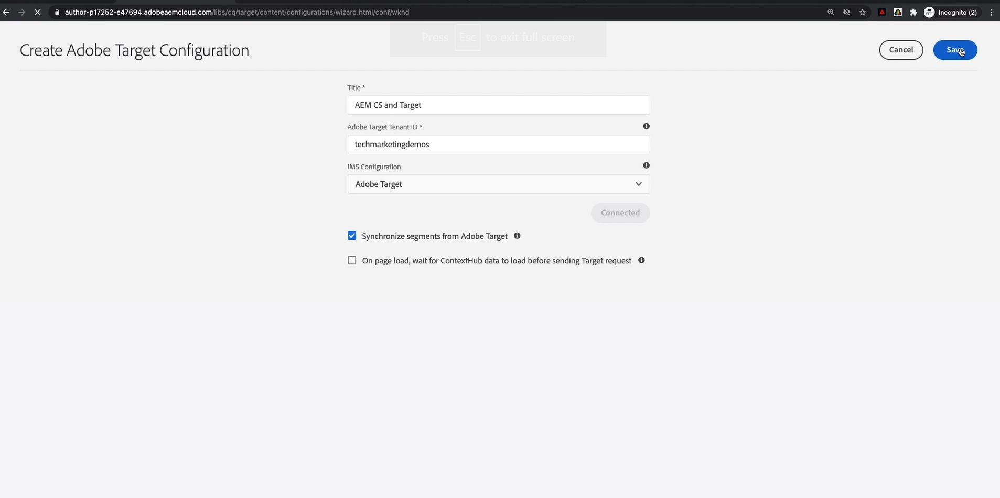 author-p17252-e47694.adobeaemcloud.com/libs/cq/target/content/configurations/wizard.html/conf/wknd
Incognito (2)
Press Esc to exit full screen
Create Adobe Target Configuration
Cancel
Save
Title *
AEM CS and Target
Adobe Target Tenant ID *
techmarketingdemos
IMS Configuration
Adobe Target
Connected
Synchronize segments from Adobe Target
On page load, wait for ContextHub data to load before sending Target request